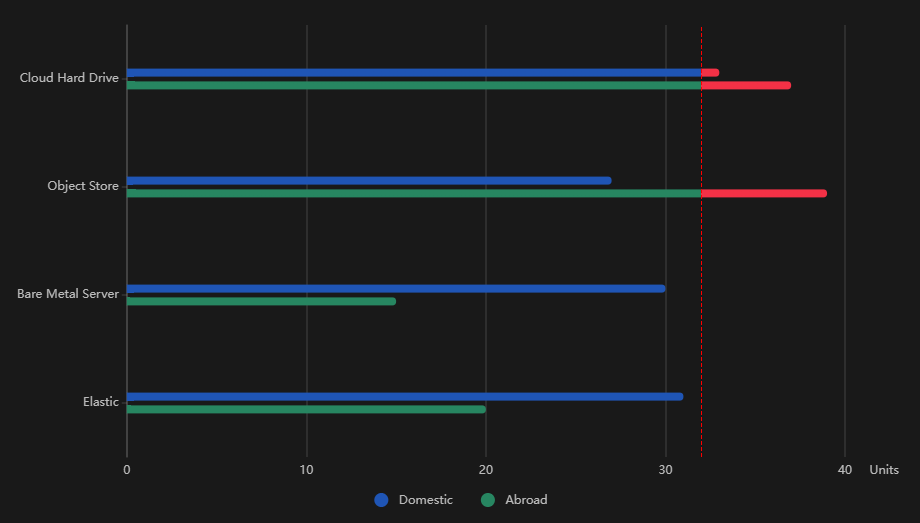 Cloud Hard Drive
Object Store
Bare Metal Server
Elastic
0 10 20 30 40 Units
Domestic Abroad